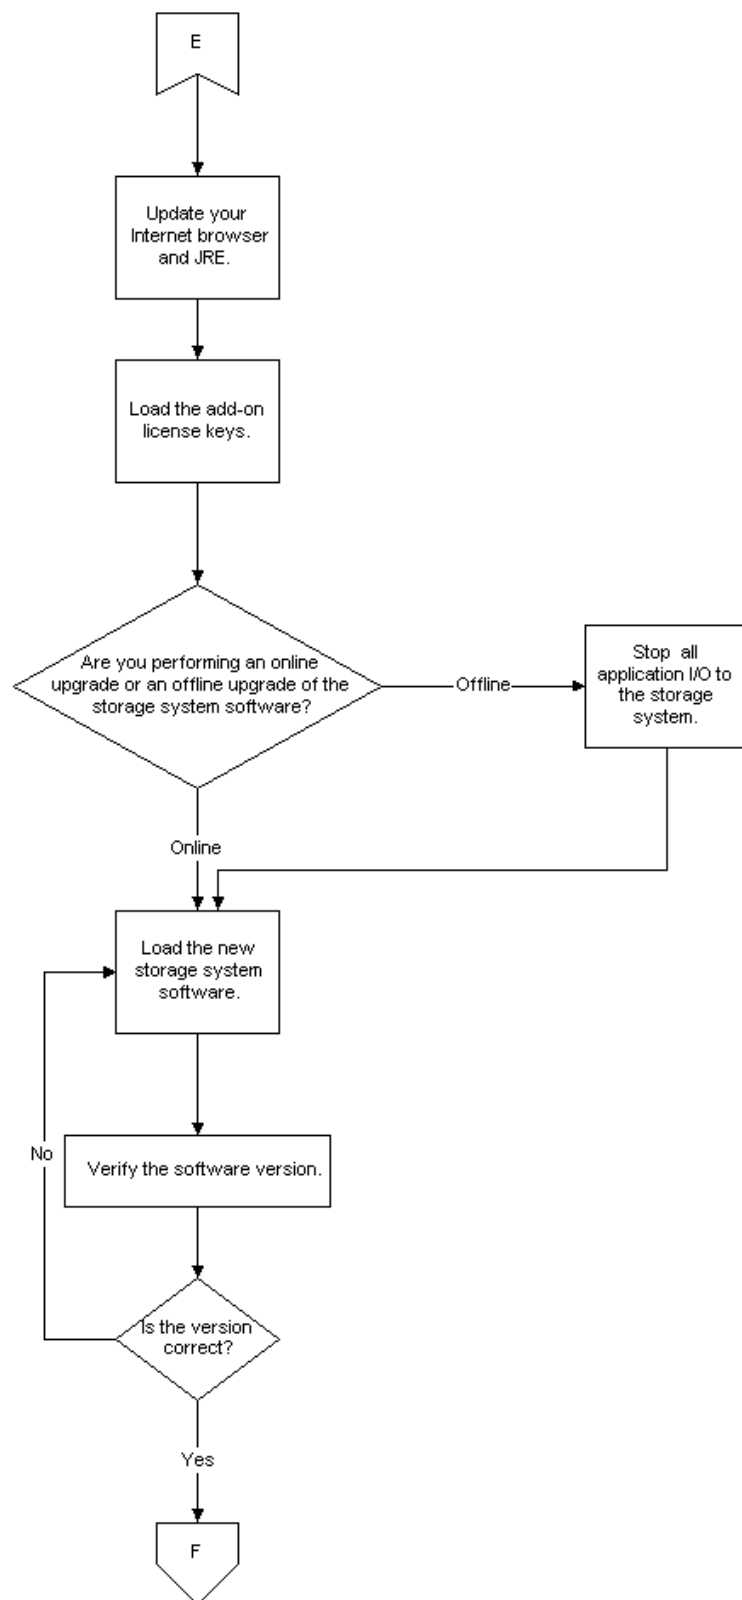 E
Update your
Internet browser
and JRE.
Load the add-on
license keys.
Are you performing an online
upgrade or an offline upgrade of the
storage system software?
Offline
Stop all
application I/O to
the storage
system.
Online
Load the new
storage system
software.
No
Verify the software version.
Is the version
correct?
Yes
F